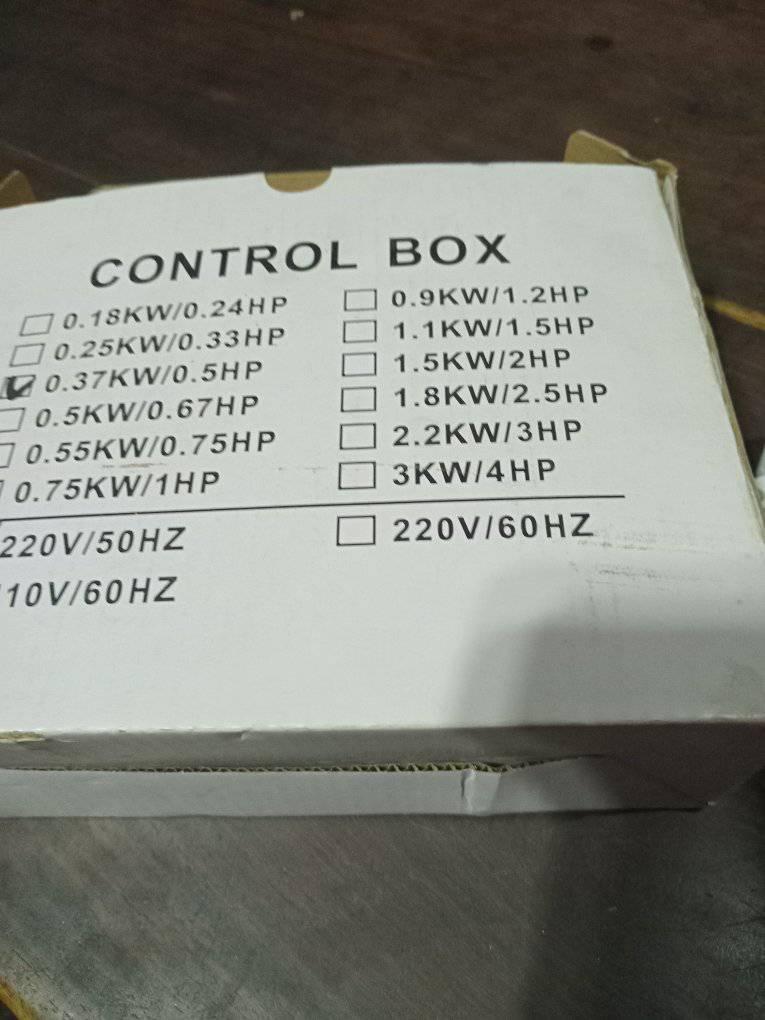 CONTROL BOX
0.18KW/0.24HP
0.25KW/0.33HP
0.37KW/0.5HP
0.5KW/0.67HP
0.55KW/0.75HP
0.75KW/1HP
0.9KW/1.2HP
1.1KW/1.5HP
1.5KW/2HP
1.8KW/2.5HP
2.2KW/3HP
3KW/4HP
220V/50HZ
220V/60HZ
10V/60HZ